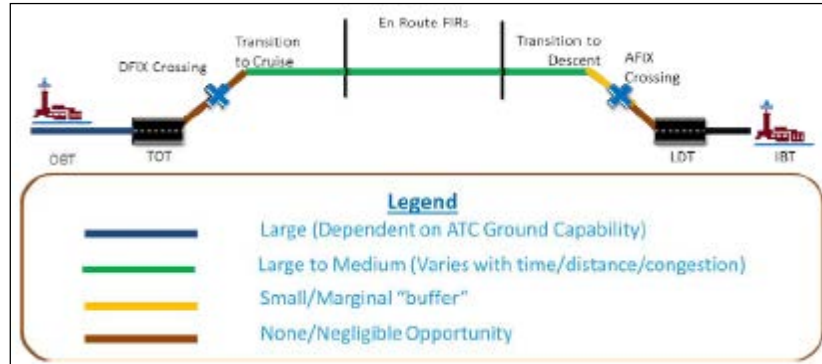 En Route FIRs
Transition to Cruise
Transition to Descent
DFIX Crossing
AFIX Crossing
OBT
TOT
LDT
IBT
Legend
Large (Dependent on ATC Ground Capability)
Large to Medium (Varies with time/distance/congestion)
Small/Marginal "buffer"
None/Negligible Opportunity